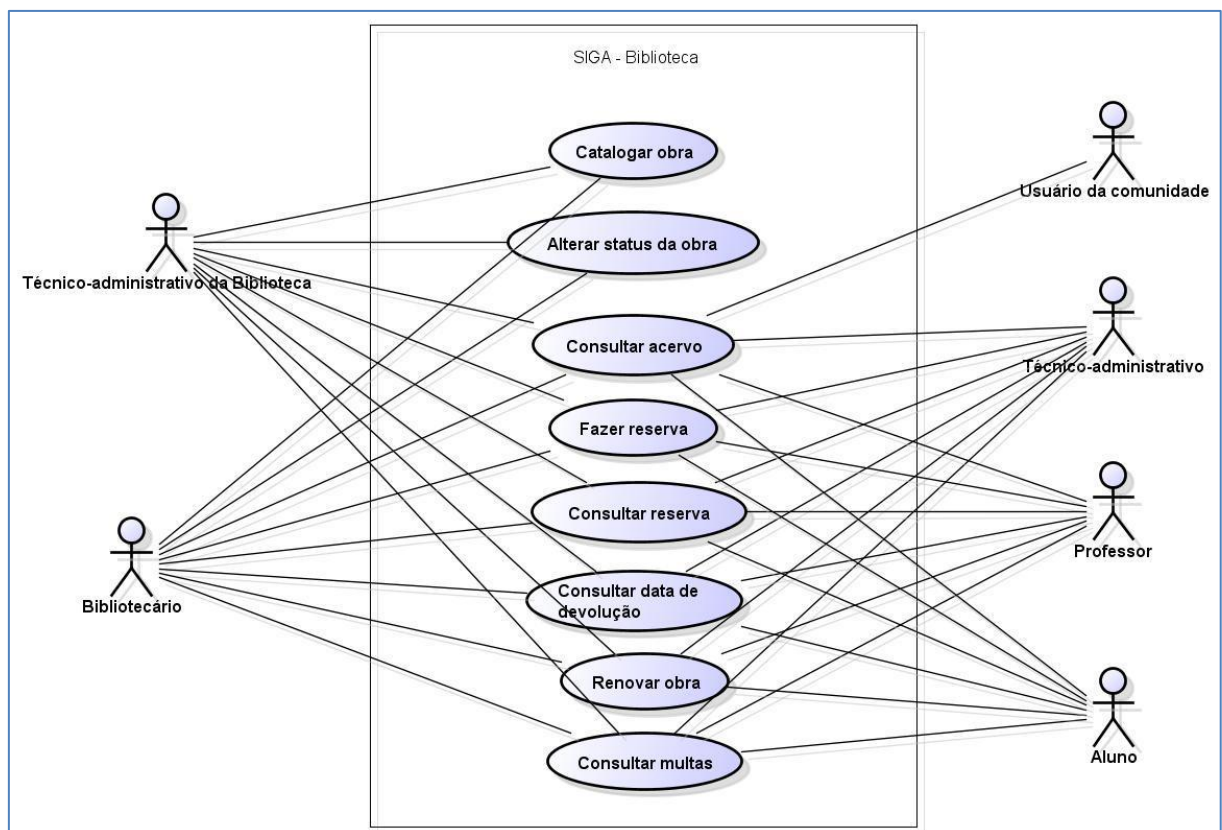 SIGA - Biblioteca
Catalogar obra
Alterar status da obra
Consultar acervo
Fazer reserva
Consultar reserva
Consultar data de
devolução
Renovar obra
Consultar multas
Técnico-administrativo da Biblioteca
Bibliotecário
Usuário da comunidade
Técnico-administrativo
Professor
Aluno